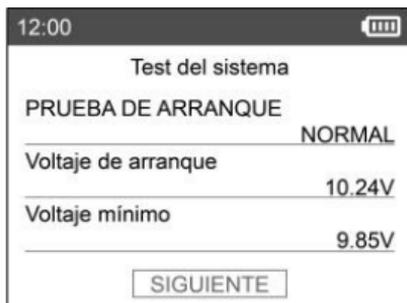 12:00
Test del sistema
PRUEBA DE ARRANQUE
NORMAL
Voltaje de arranque
10.24V
Voltaje mínimo
9.85V
SIGUIENTE